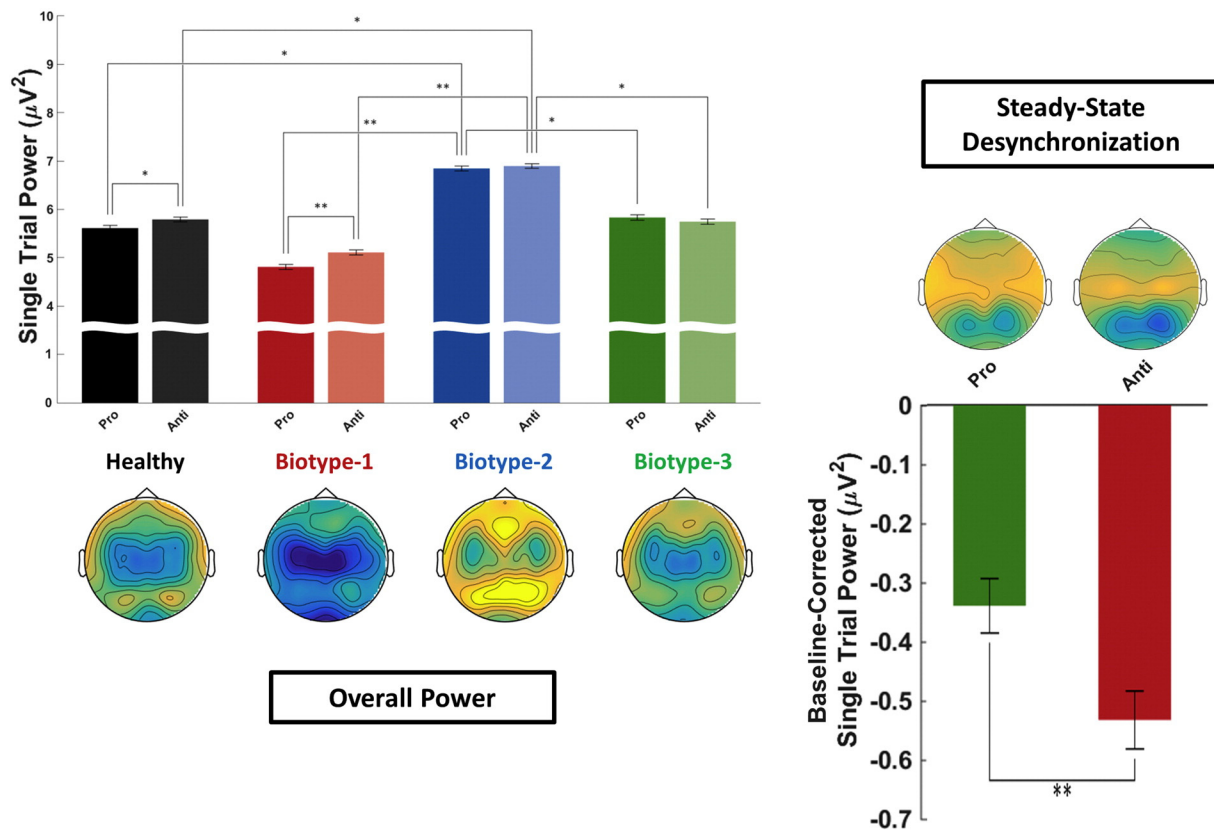 Single Trial Power (μV²)
10
9
8
7
6
5
4
1
0
*
*
**
*
**
*
*
**
Pro
Anti
Pro
Anti
Pro
Anti
Pro
Anti
Healthy
Biotype-1
Biotype-2
Biotype-3
Overall Power
Steady-State
Desynchronization
Pro
Anti
Baseline-Corrected
Single Trial Power (μV²)
0
-0.1
-0.2
-0.3
-0.4
-0.5
-0.6
-0.7
**